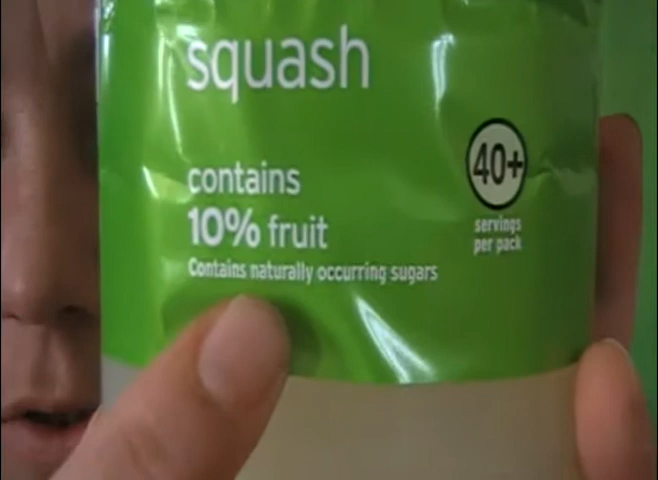 squash
contains
10% fruit
Contains naturally occurring sugars
40+
servings
per pack